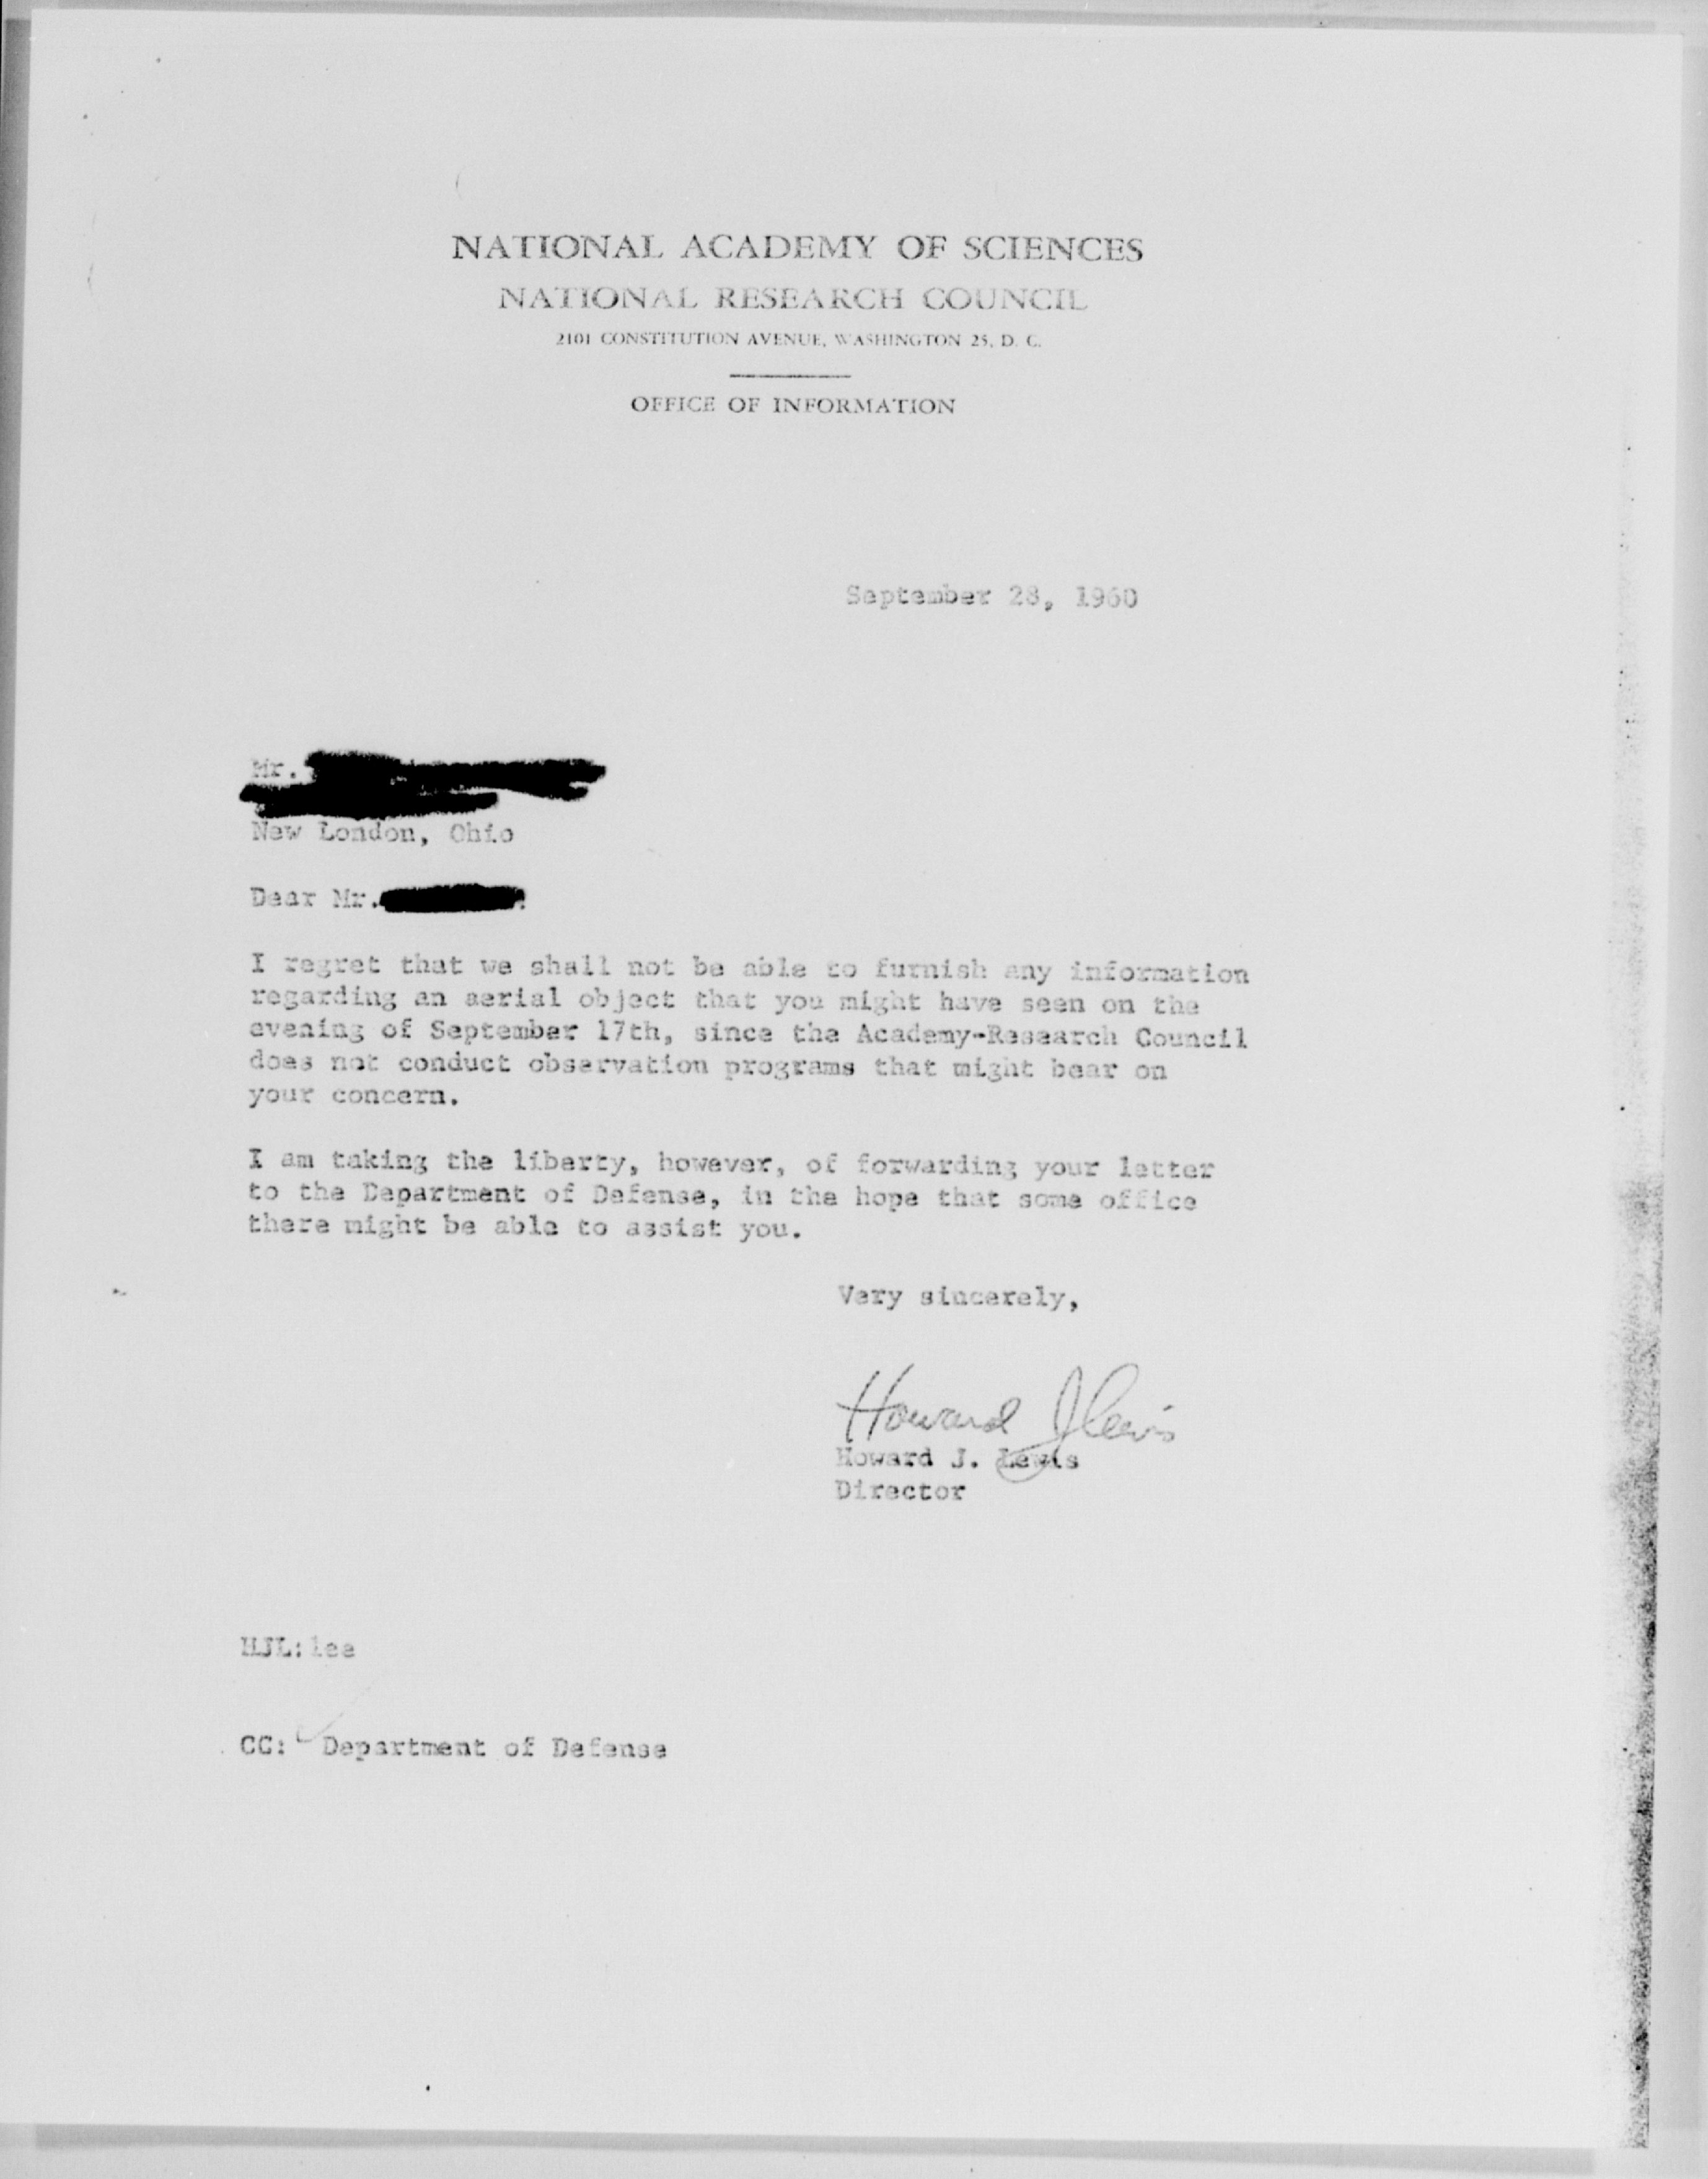 NATIONAL ACADEMY OF SCIENCES
NATIONAL RESEARCH COUNCIL
2101 CONSTITUTION AVENUE, WASHINGTON 25, D. C.
OFFICE OF INFORMATION
September 28, 1960
Mr.
New London, Ohio
Dear Mr.
I regret that we shall not be able to furnish any information
regarding an aerial object that you might have seen on the
evening of September 17th, since the Academy-Research Council
does not conduct observation programs that might bear on
your concern.
I am taking the liberty, however, of forwarding your letter
to the Department of Defense, in the hope that some office
there might be able to assist you.
Very sincerely,
Howard J Lewis
Howard J. Lewis
Director
HJL:lee
CC: Department of Defense